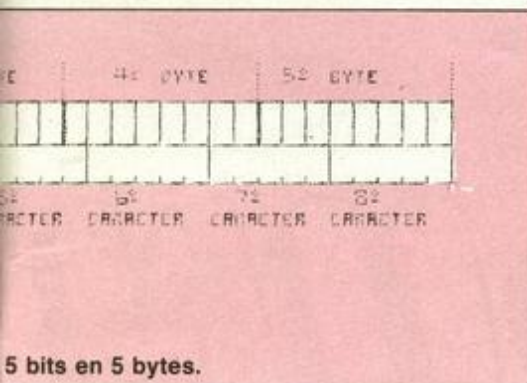 4º BYTE 5º BYTE
6º 7º 8º
CARACTER CARACTER CARACTER
5 bits en 5 bytes.